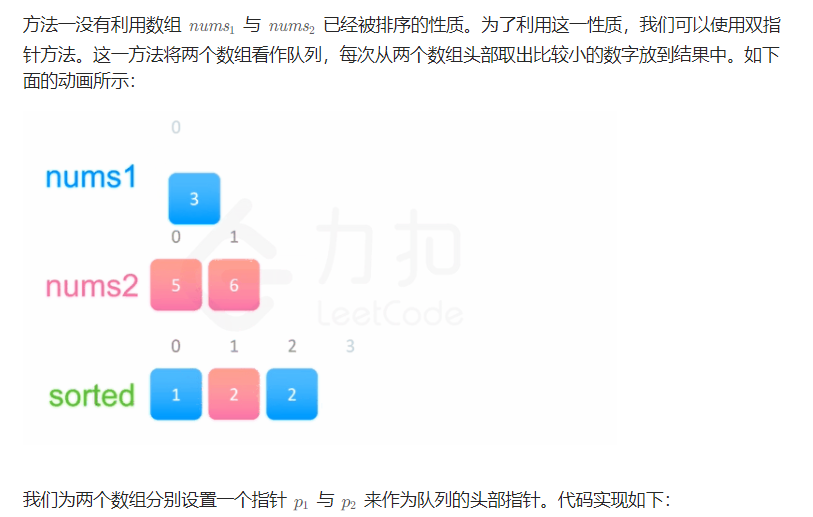 方法一没有利用数组 nums₁ 与 nums₂ 已经被排序的性质。为了利用这一性质，我们可以使用双指
针方法。这一方法将两个数组看作队列，每次从两个数组头部取出比较小的数字放到结果中。如下
面的动画所示：
0
nums1
3
0 1
nums2 5 6
力扣
LeetCode
0 1 2 3
sorted 1 2 2
我们为两个数组分别设置一个指针 p₁ 与 p₂ 来作为队列的头部指针。代码实现如下：